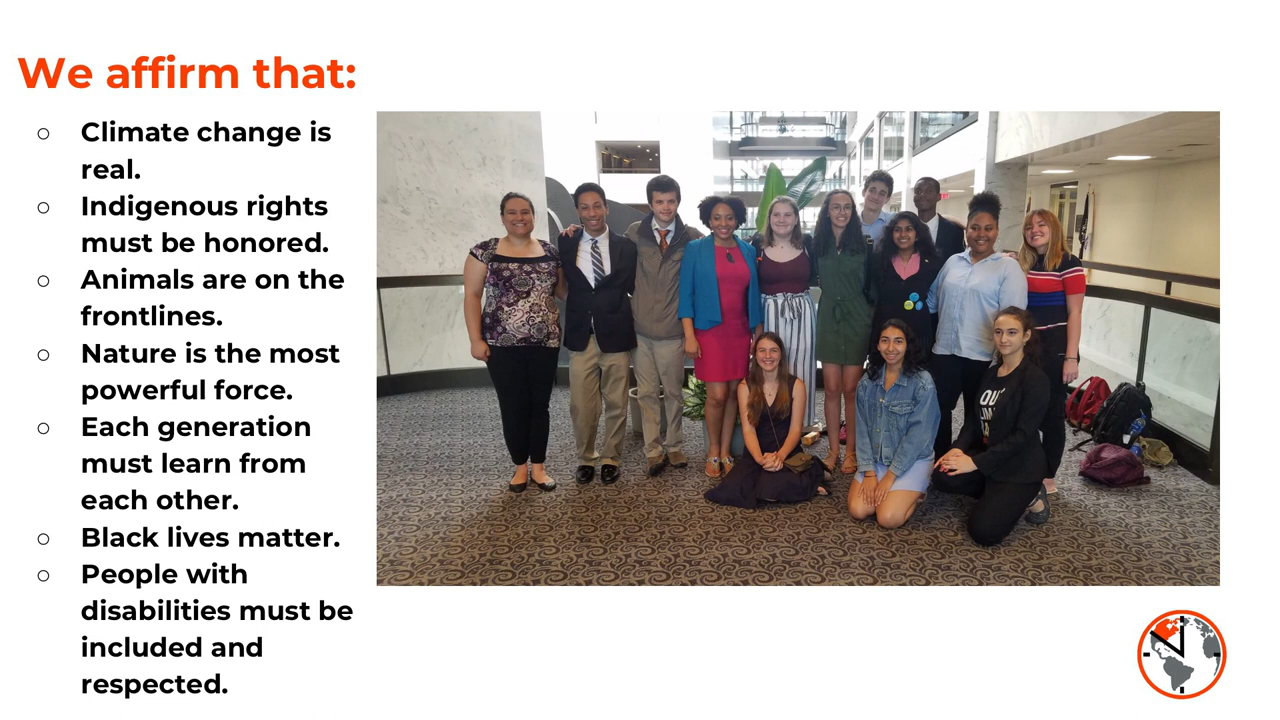 We affirm that:
○ Climate change is
real.
○ Indigenous rights
must be honored.
○ Animals are on the
frontlines.
○ Nature is the most
powerful force.
○ Each generation
must learn from
each other.
○ Black lives matter.
○ People with
disabilities must be
included and
respected.